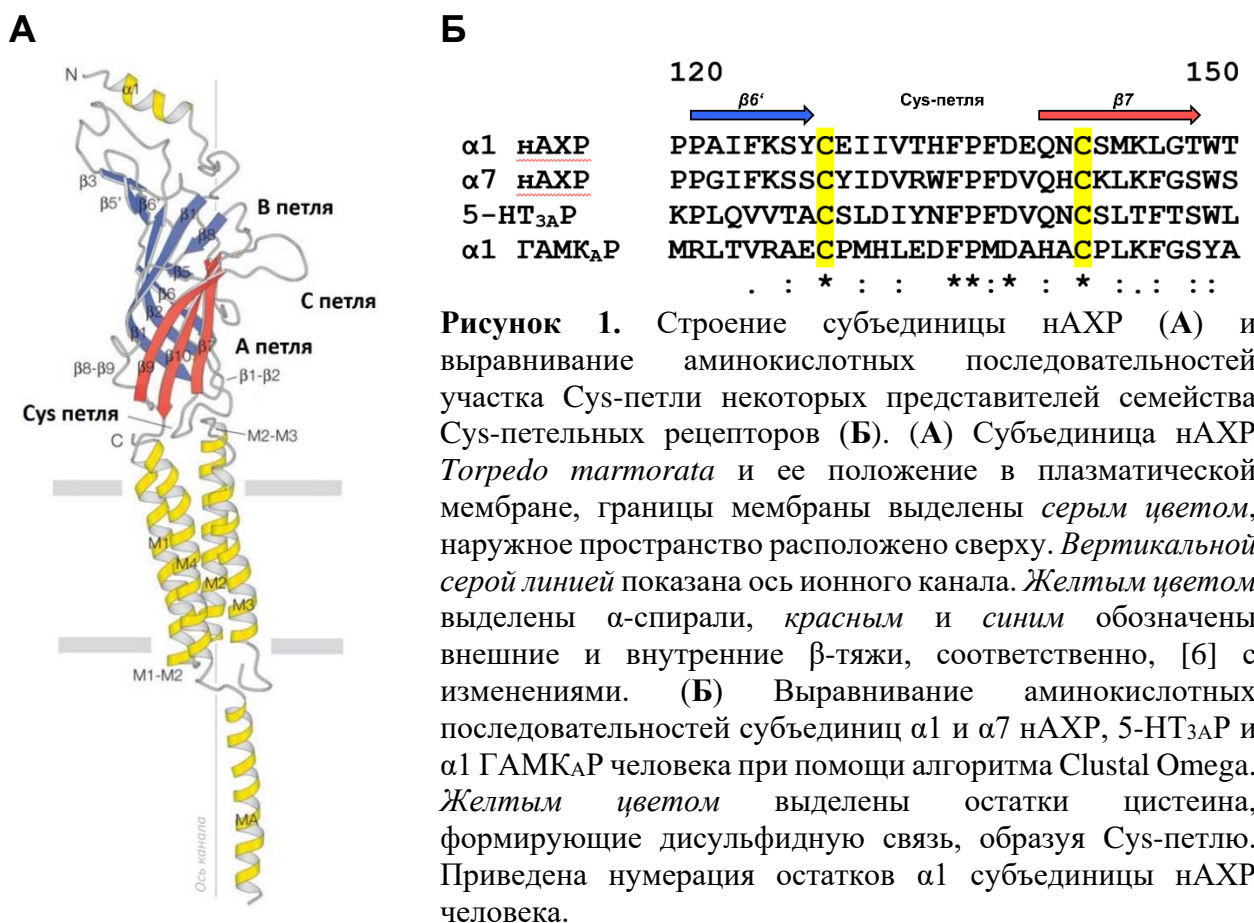 А
N
α1
β3
β5'
β6'
β1
β8
В петля
β5
С петля
β6
β2
β1
А петля
β7
β10
β9
β8-β9
β1-β2
Cys петля
C
M2-M3
M1
M4
M2
M3
M1-M2
MA
Ось канала
Б
120 150
β6‘ Cys-петля β7
α1 нАХР PPAIFKSYCEIIVTHFPFDEQNCSMKLGTWT
α7 нАХР PPGIFKSSCYIDVRWFPFDVQHCKLKFGSWS
5-HT3AР KPLQVVTACSLDIYNFPFDVQNCSLTFTSWL
α1 ГАМКАР MRLTVRAECPMHLEDFPMDAHACPLKFGSYA
. : * : : **:* : * :.: ::
Рисунок 1. Строение субъединицы нАХР (А) и
выравнивание аминокислотных последовательностей
участка Cys-петли некоторых представителей семейства
Cys-петельных рецепторов (Б). (А) Субъединица нАХР
Torpedo marmorata и ее положение в плазматической
мембране, границы мембраны выделены серым цветом,
наружное пространство расположено сверху. Вертикальной
серой линией показана ось ионного канала. Желтым цветом
выделены α-спирали, красным и синим обозначены
внешние и внутренние β-тяжи, соответственно, [6] с
изменениями. (Б) Выравнивание аминокислотных
последовательностей субъединиц α1 и α7 нАХР, 5-HT3AР и
α1 ГАМКАР человека при помощи алгоритма Clustal Omega.
Желтым цветом выделены остатки цистеина,
формирующие дисульфидную связь, образуя Cys-петлю.
Приведена нумерация остатков α1 субъединицы нАХР
человека.